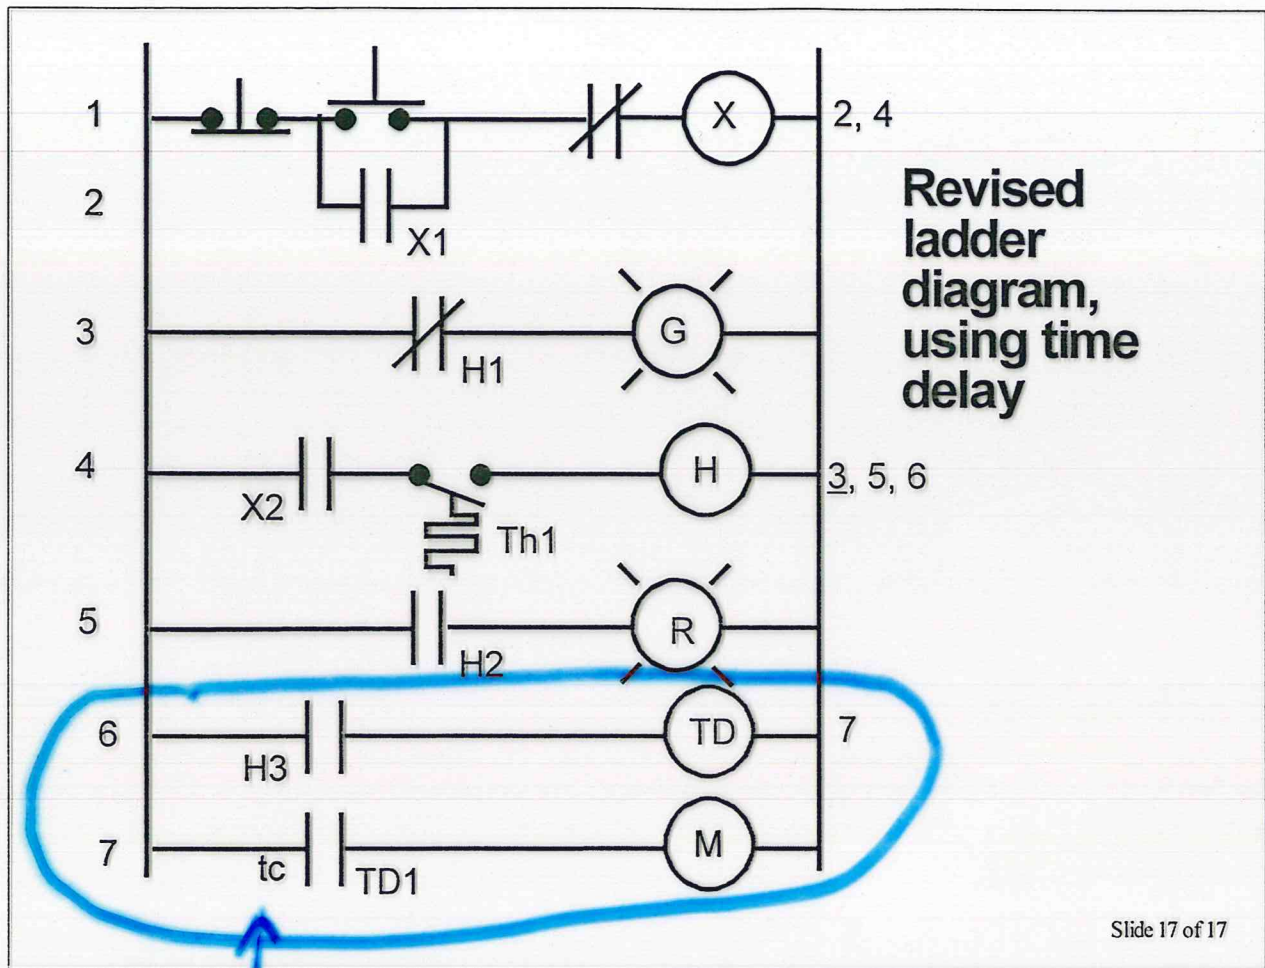 1
X
2, 4
2
X1
Revised
ladder
diagram,
using time
delay
3
H1
G
4
X2
Th1
H
3, 5, 6
5
H2
R
6
H3
TD
7
7
tc
TD1
M
Slide 17 of 17